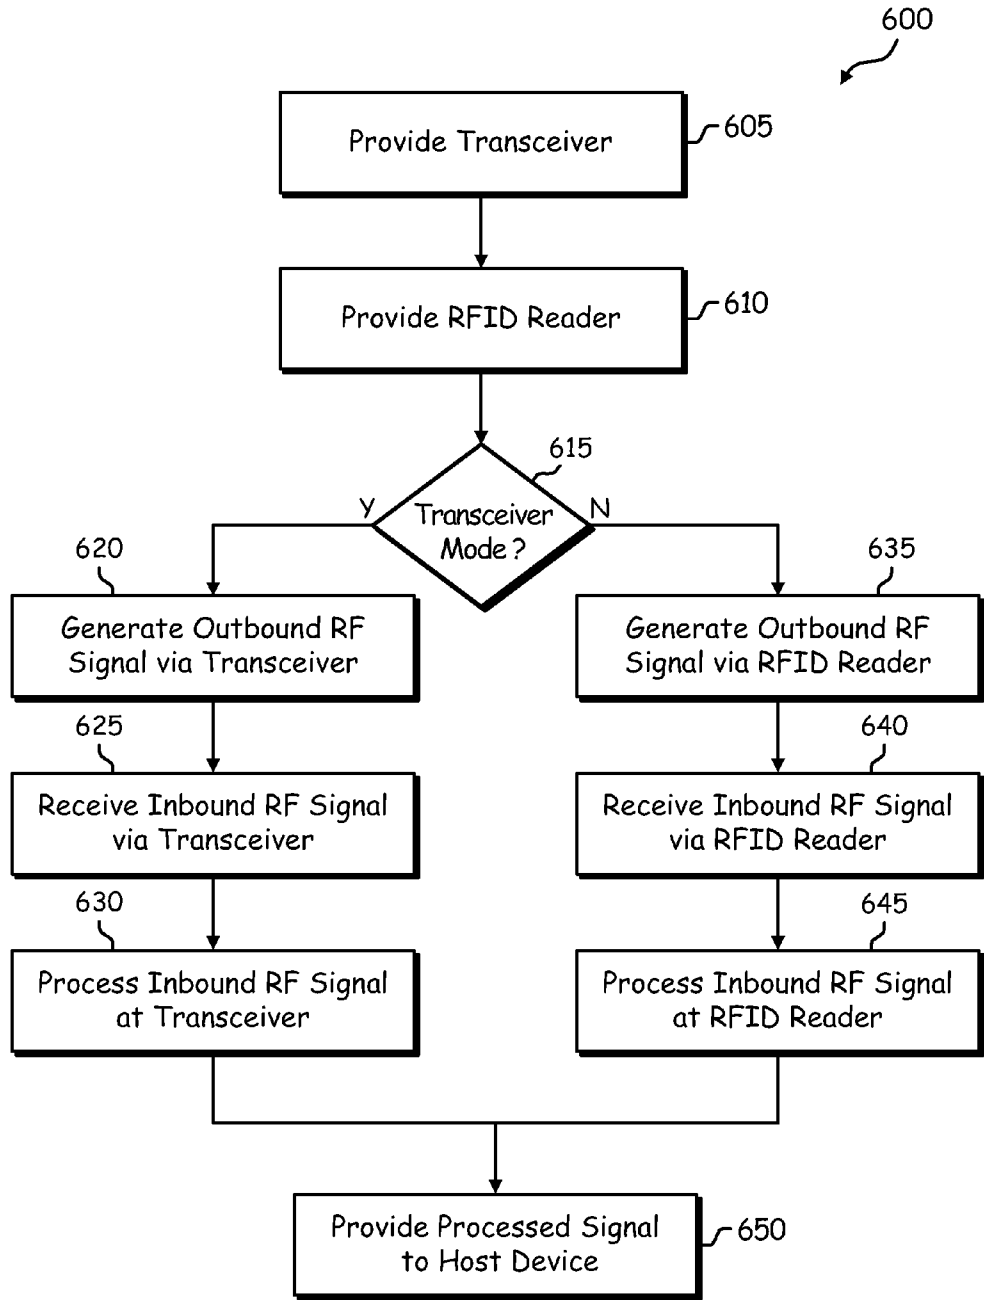 600
Provide Transceiver
605
Provide RFID Reader
610
615
Transceiver
Mode?
Y
N
620
Generate Outbound RF
Signal via Transceiver
635
Generate Outbound RF
Signal via RFID Reader
625
Receive Inbound RF Signal
via Transceiver
640
Receive Inbound RF Signal
via RFID Reader
630
Process Inbound RF Signal
at Transceiver
645
Process Inbound RF Signal
at RFID Reader
Provide Processed Signal
to Host Device
650